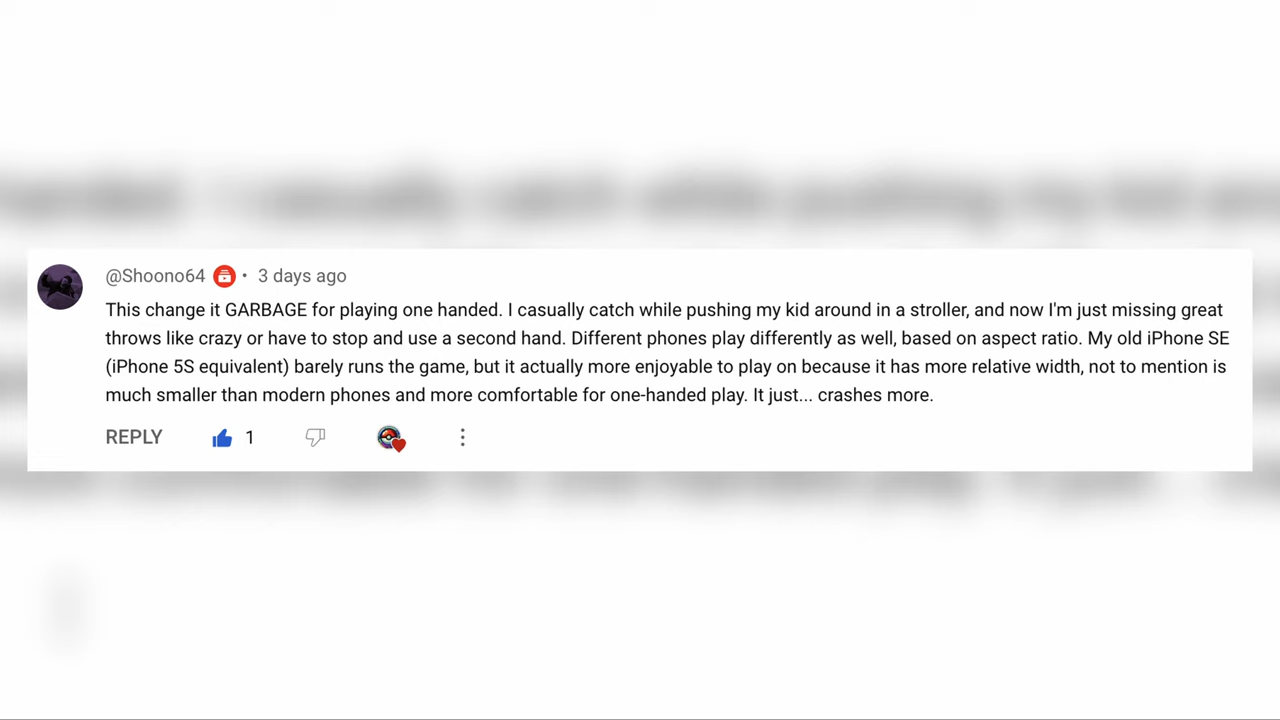 @Shoono64 • 3 days ago
This change it GARBAGE for playing one handed. I casually catch while pushing my kid around in a stroller, and now I'm just missing great
throws like crazy or have to stop and use a second hand. Different phones play differently as well, based on aspect ratio. My old iPhone SE
(iPhone 5S equivalent) barely runs the game, but it actually more enjoyable to play on because it has more relative width, not to mention is
much smaller than modern phones and more comfortable for one-handed play. It just... crashes more.
REPLY 1